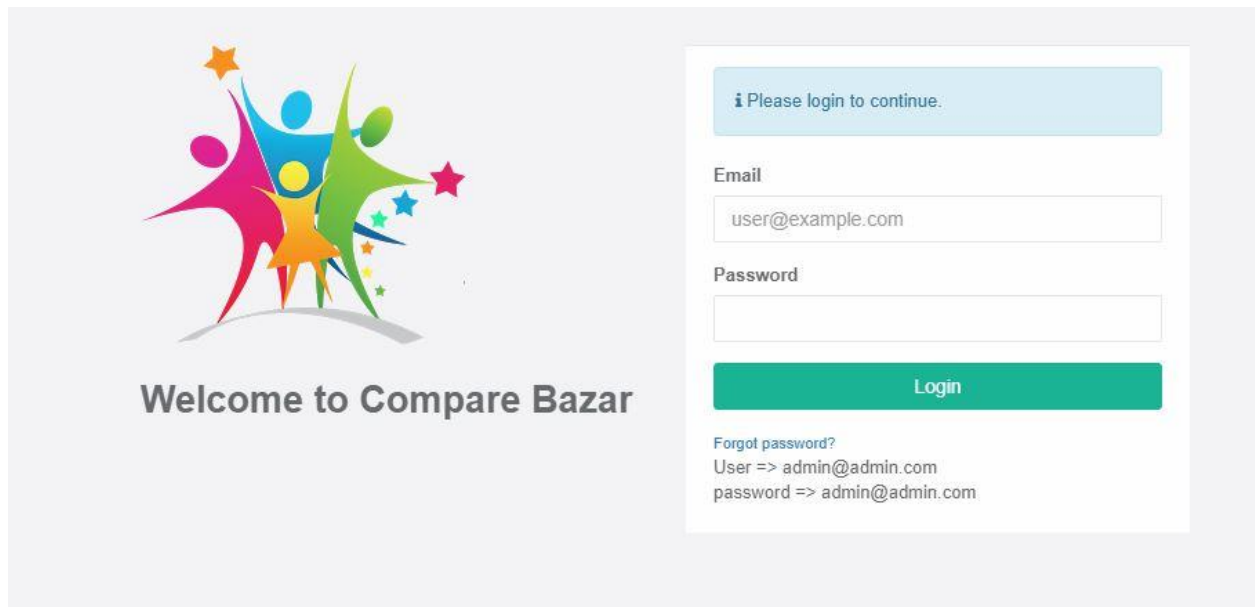 Please login to continue.
Email
user@example.com
Password
Login
Welcome to Compare Bazar
Forgot password?
User => admin@admin.com
password => admin@admin.com